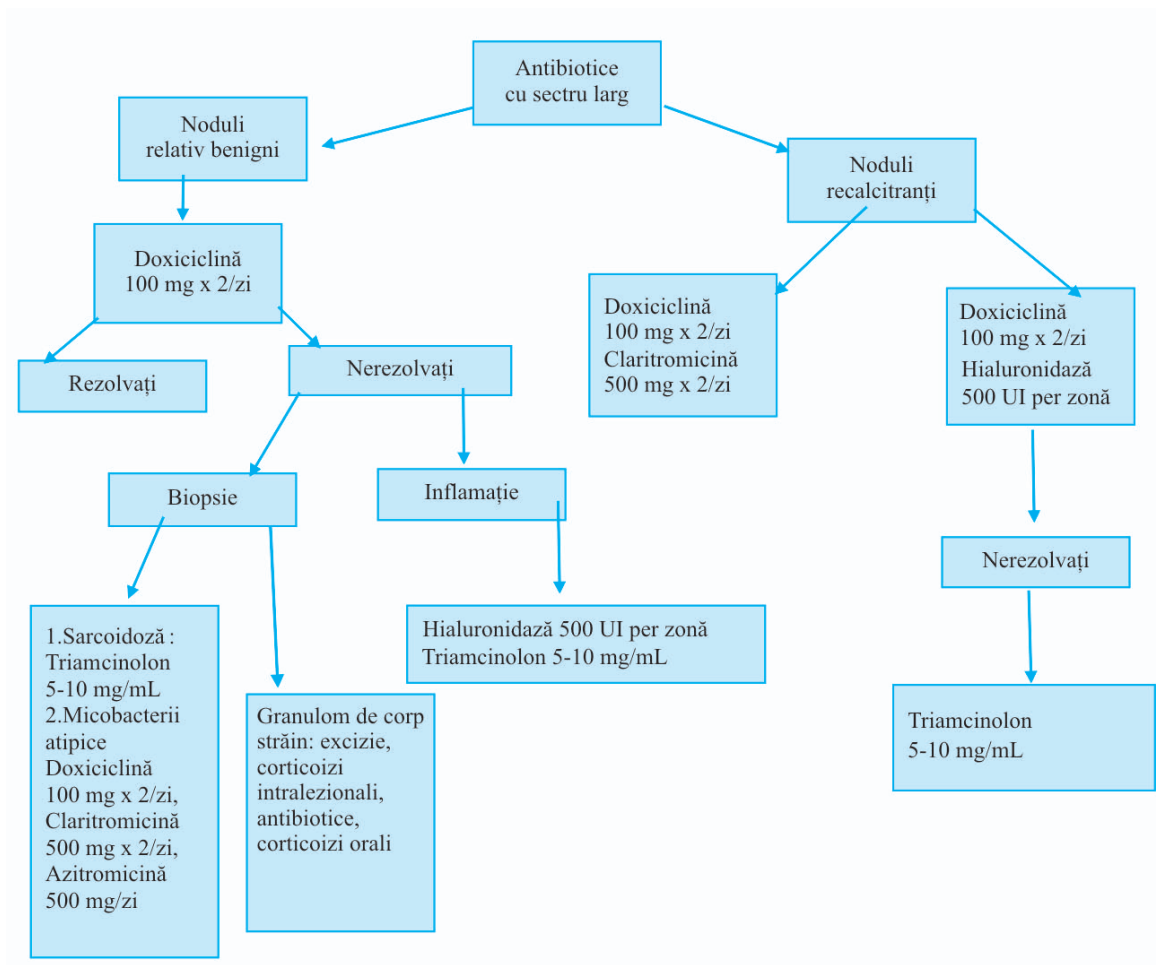 Antibiotice
cu sectru larg
Noduli
relativ benigni
Noduli
recalcitranți
Doxiciclină
100 mg x 2/zi
Doxiciclină
100 mg x 2/zi
Claritromicină
500 mg x 2/zi
Doxiciclină
100 mg x 2/zi
Hialuronidază
500 UI per zonă
Rezolvați
Nerezolvați
Biopsie
Inflamație
Nerezolvați
1.Sarcoidoză :
Triamcinolon
5-10 mg/mL
2.Micobacterii
atipice
Doxiciclină
100 mg x 2/zi,
Claritromicină
500 mg x 2/zi,
Azitromicină
500 mg/zi
Granulom de corp
străin: excizie,
corticoizi
intralezionali,
antibiotice,
corticoizi orali
Hialuronidază 500 UI per zonă
Triamcinolon 5-10 mg/mL
Triamcinolon
5-10 mg/mL